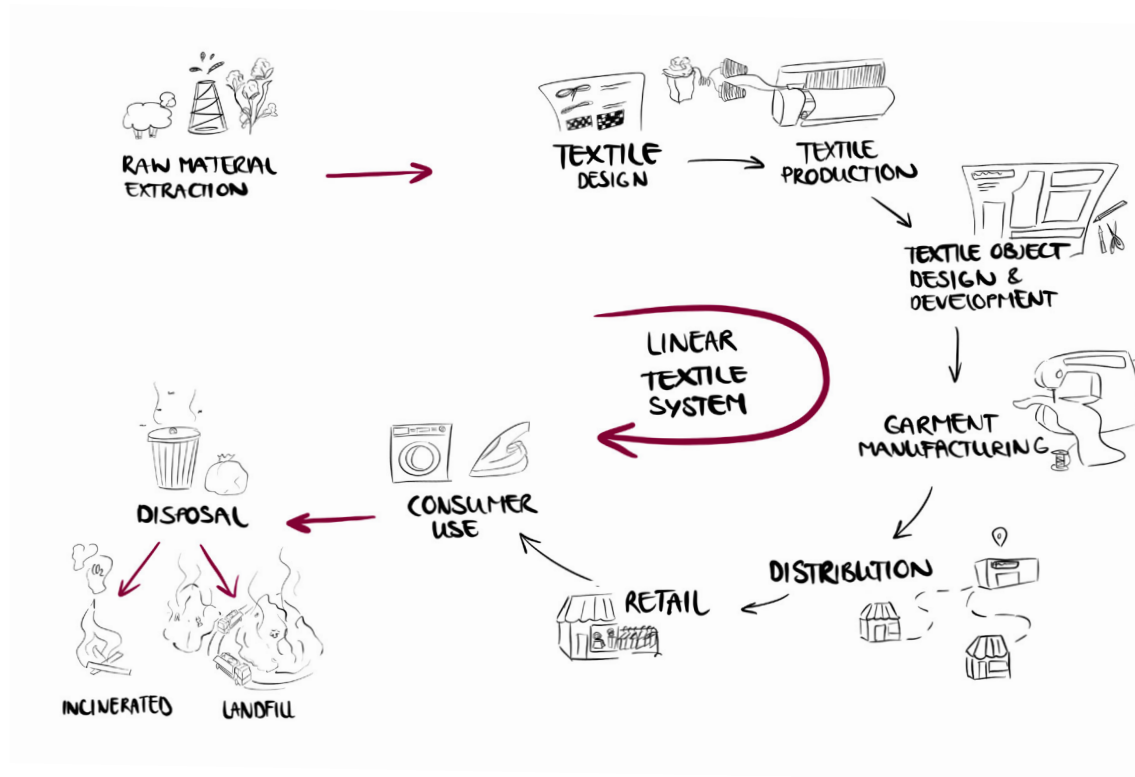 RAW MATERIAL
EXTRACTION
TEXTILE
DESIGN
TEXTILE
PRODUCTION
TEXTILE OBJECT
DESIGN &
DEVELOPMENT
LINEAR
TEXTILE
SYSTEM
GARMENT
MANUFACTURING
DISTRIBUTION
RETAIL
CONSUMER
USE
DISPOSAL
CO₂
INCINERATED
LANDFILL